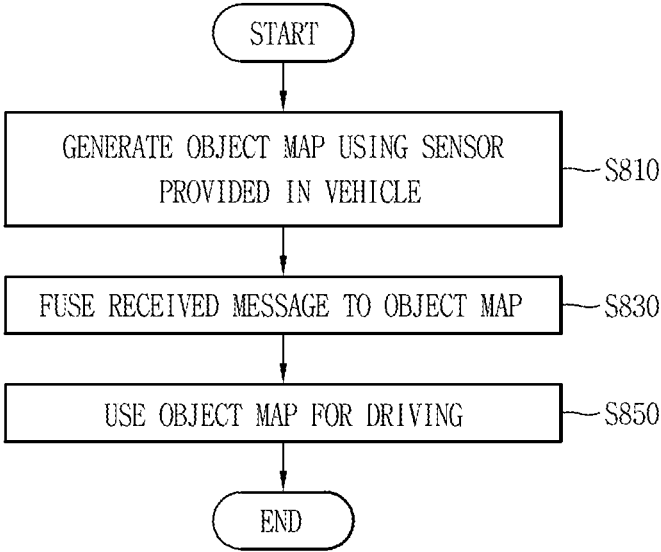 START
GENERATE OBJECT MAP USING SENSOR
PROVIDED IN VEHICLE
S810
FUSE RECEIVED MESSAGE TO OBJECT MAP
S830
USE OBJECT MAP FOR DRIVING
S850
END